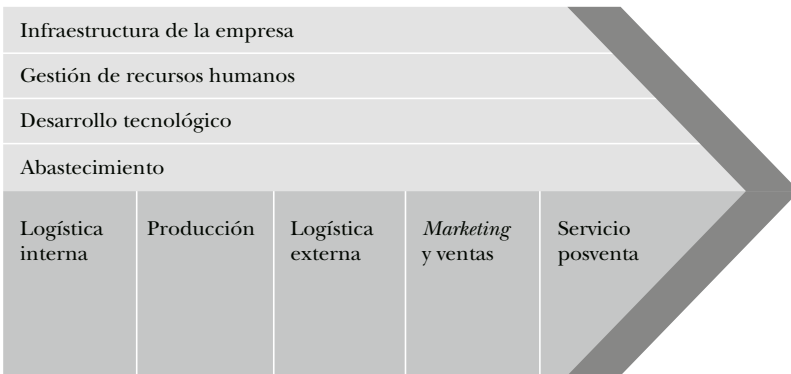 Infraestructura de la empresa
Gestión de recursos humanos
Desarrollo tecnológico
Abastecimiento
Logística
interna
Producción
Logística
externa
Marketing
y ventas
Servicio
posventa